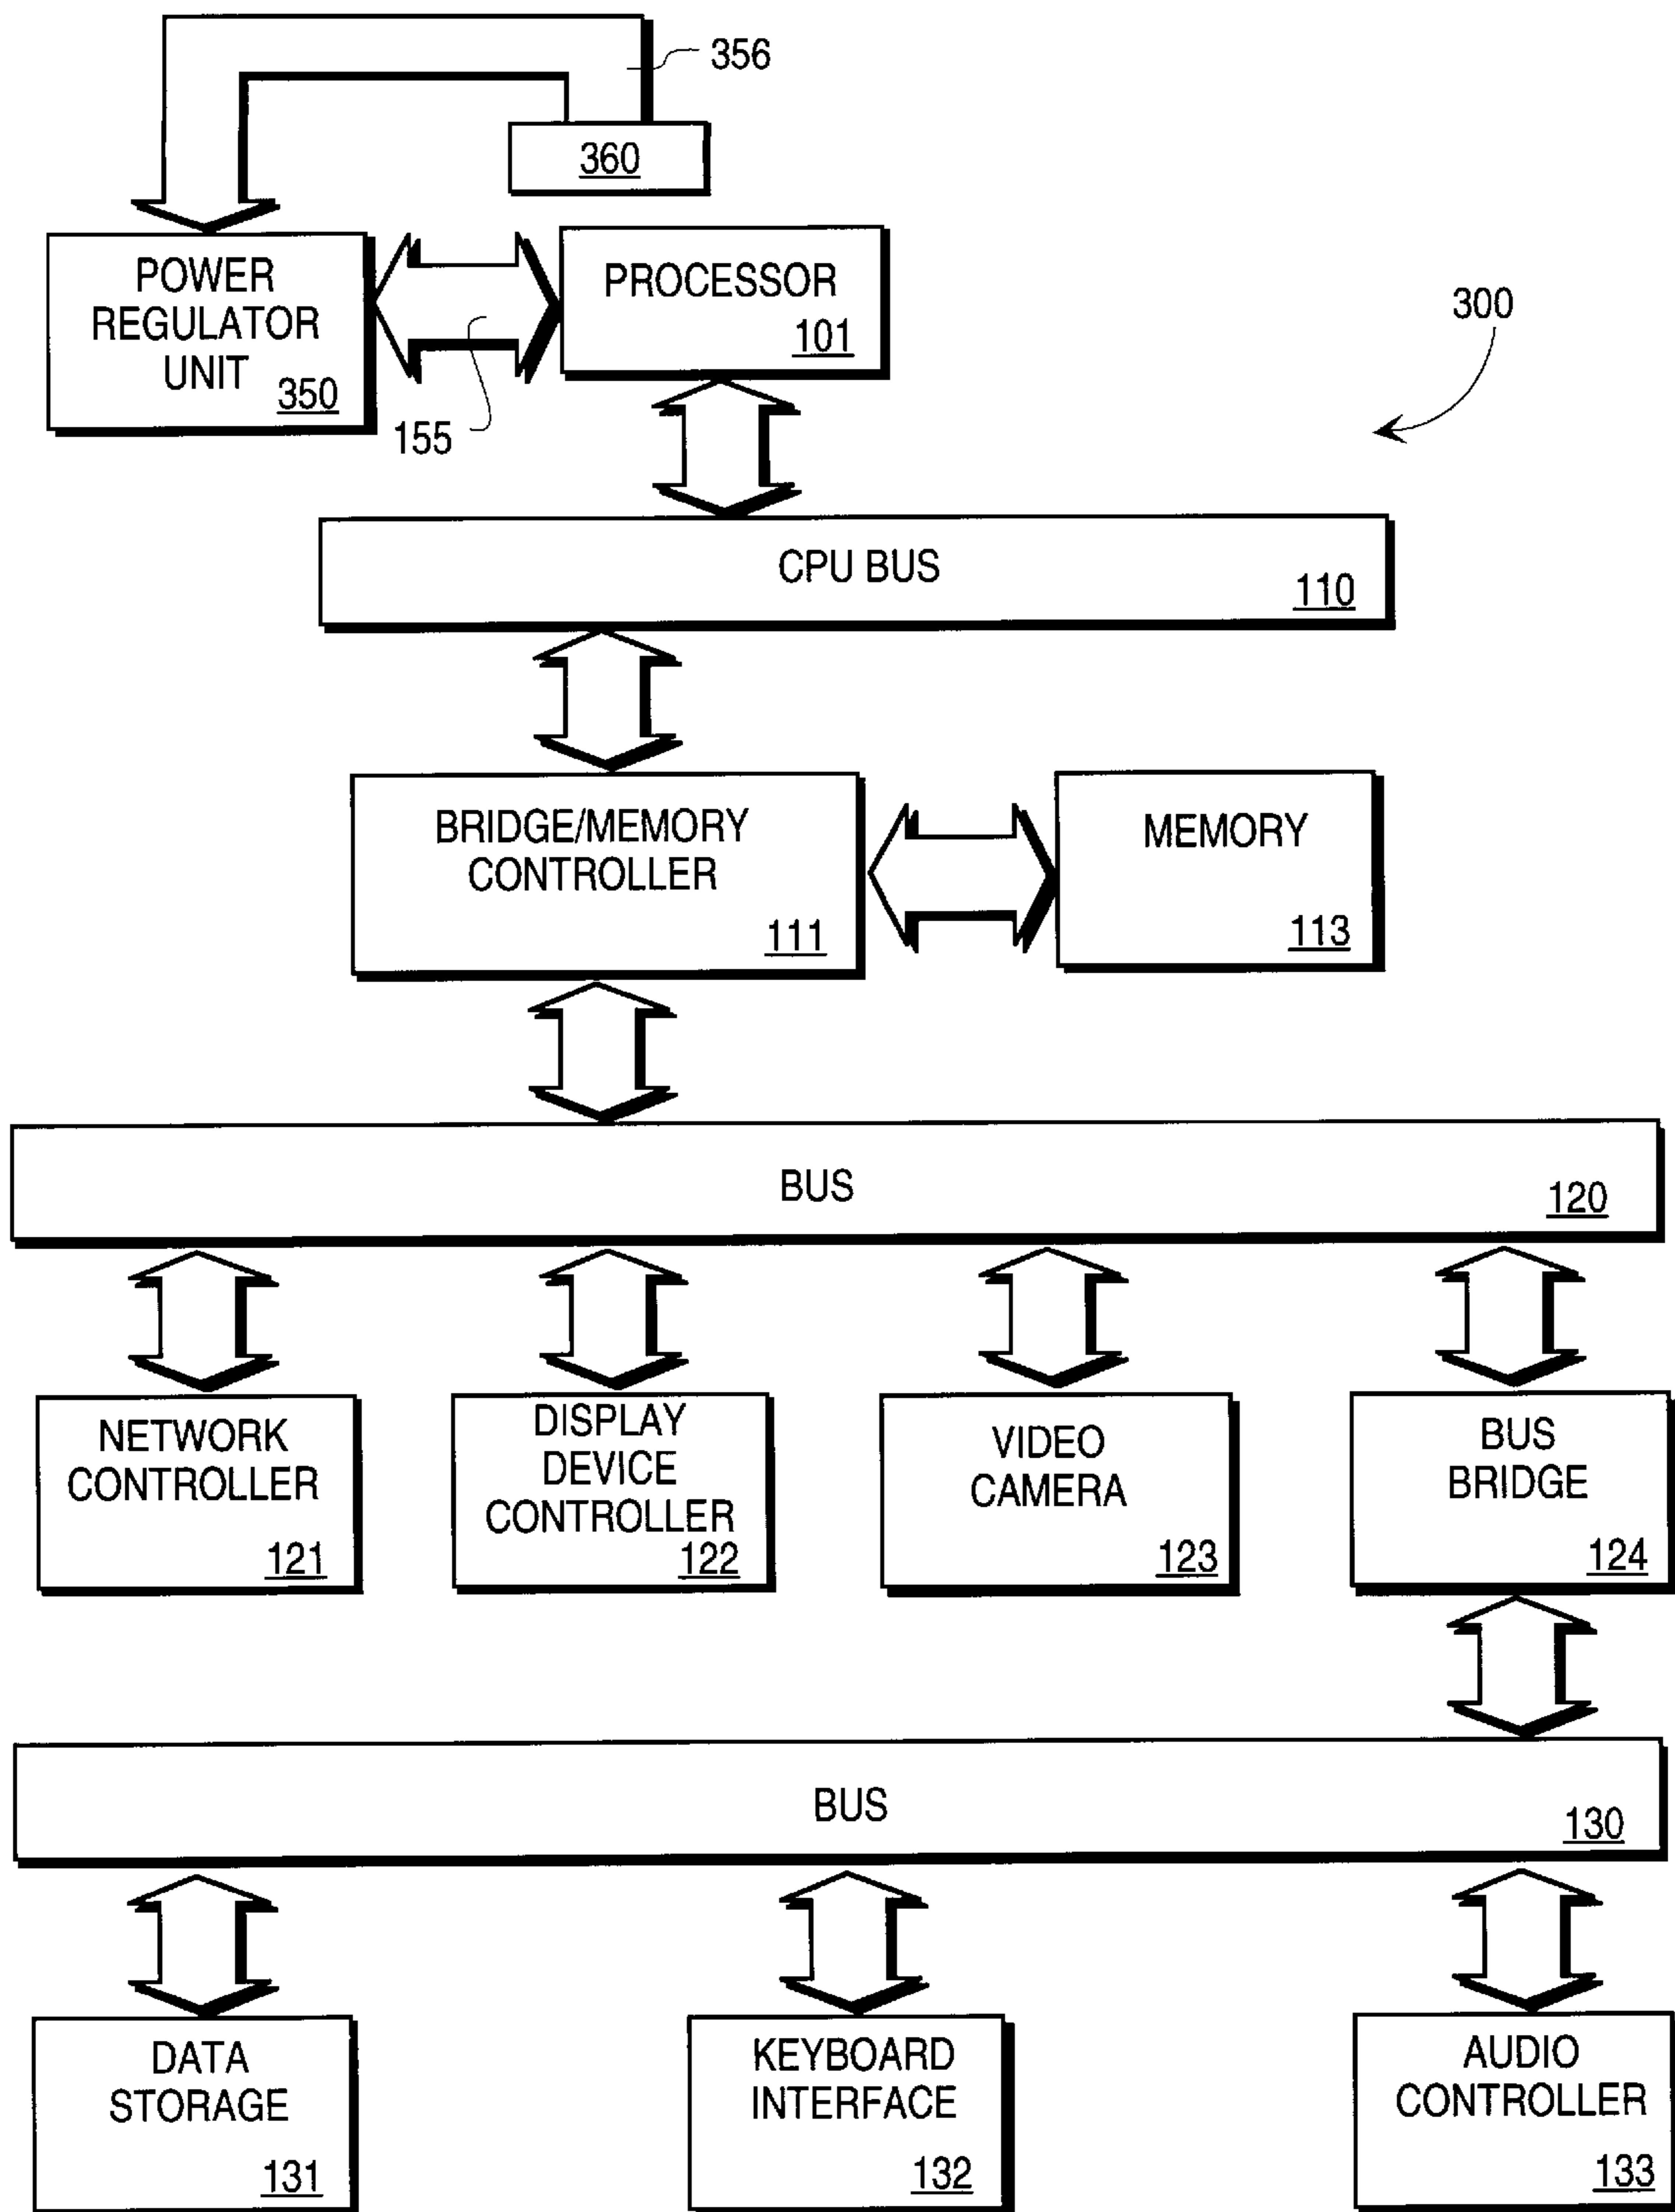 356
360
POWER
REGULATOR
UNIT
350
155
PROCESSOR
101
300
CPU BUS
110
BRIDGE/MEMORY
CONTROLLER
111
MEMORY
113
BUS
120
NETWORK
CONTROLLER
121
DISPLAY
DEVICE
CONTROLLER
122
VIDEO
CAMERA
123
BUS
BRIDGE
124
BUS
130
DATA
STORAGE
131
KEYBOARD
INTERFACE
132
AUDIO
CONTROLLER
133